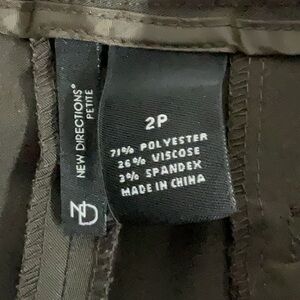 NEW DIRECTIONS®
PETITE
ND
2P
71% POLYESTER
26% VISCOSE
3% SPANDEX
MADE IN CHINA